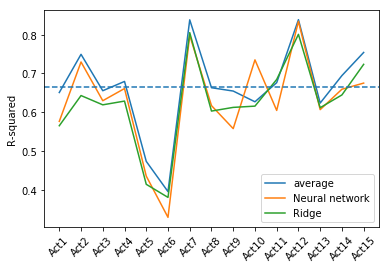 R-squared
0.8
0.7
0.6
0.5
0.4
average
Neural network
Ridge
Act1
Act2
Act3
Act4
Act5
Act6
Act7
Act8
Act9
Act10
Act11
Act12
Act13
Act14
Act15